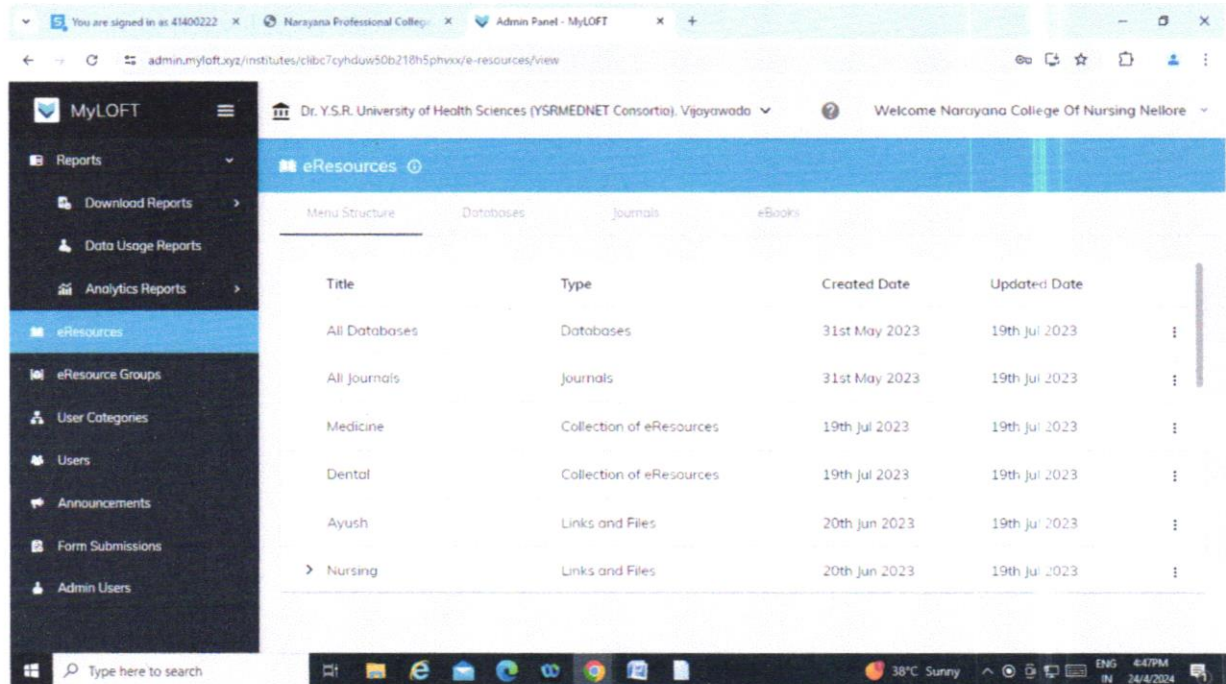 You are signed in as 41400222 × Narayana Professional Colleg × Admin Panel - MyLOFT × +
admin.myloft.xyz/institutes/clibc7cyhduw50b218h5phvxx/e-resources/view
MyLOFT
Dr. Y.S.R. University of Health Sciences (YSRMEDNET Consortia), Vijayawada
Welcome Narayana College Of Nursing Nellore
Reports
Download Reports
Data Usage Reports
Analytics Reports
eResources
eResource Groups
User Categories
Users
Announcements
Form Submissions
Admin Users
eResources
Menu Structure Databases Journals eBooks
Title Type Created Date Updated Date
All Databases Databases 31st May 2023 19th Jul 2023
All Journals Journals 31st May 2023 19th Jul 2023
Medicine Collection of eResources 19th Jul 2023 19th Jul 2023
Dental Collection of eResources 19th Jul 2023 19th Jul 2023
Ayush Links and Files 20th Jun 2023 19th Jul 2023
Nursing Links and Files 20th Jun 2023 19th Jul 2023
Type here to search
38°C Sunny
ENG
IN
4:47PM
24/4/2024